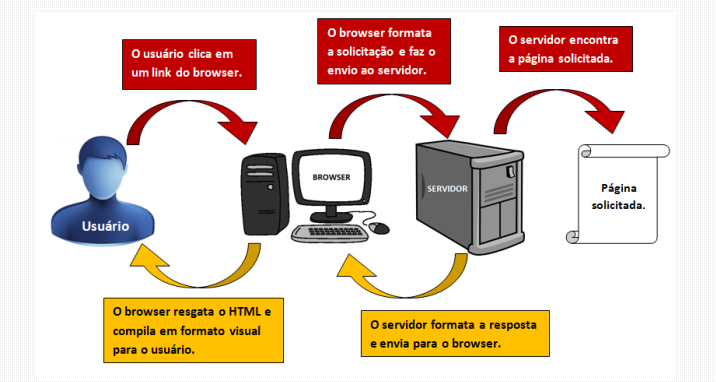 O usuário clica em
um link do browser.
O browser formata
a solicitação e faz o
envio ao servidor.
O servidor encontra
a página solicitada.
Usuário
BROWSER
SERVIDOR
Página
solicitada.
O browser resgata o HTML e
compila em formato visual
para o usuário.
O servidor formata a resposta
e envia para o browser.